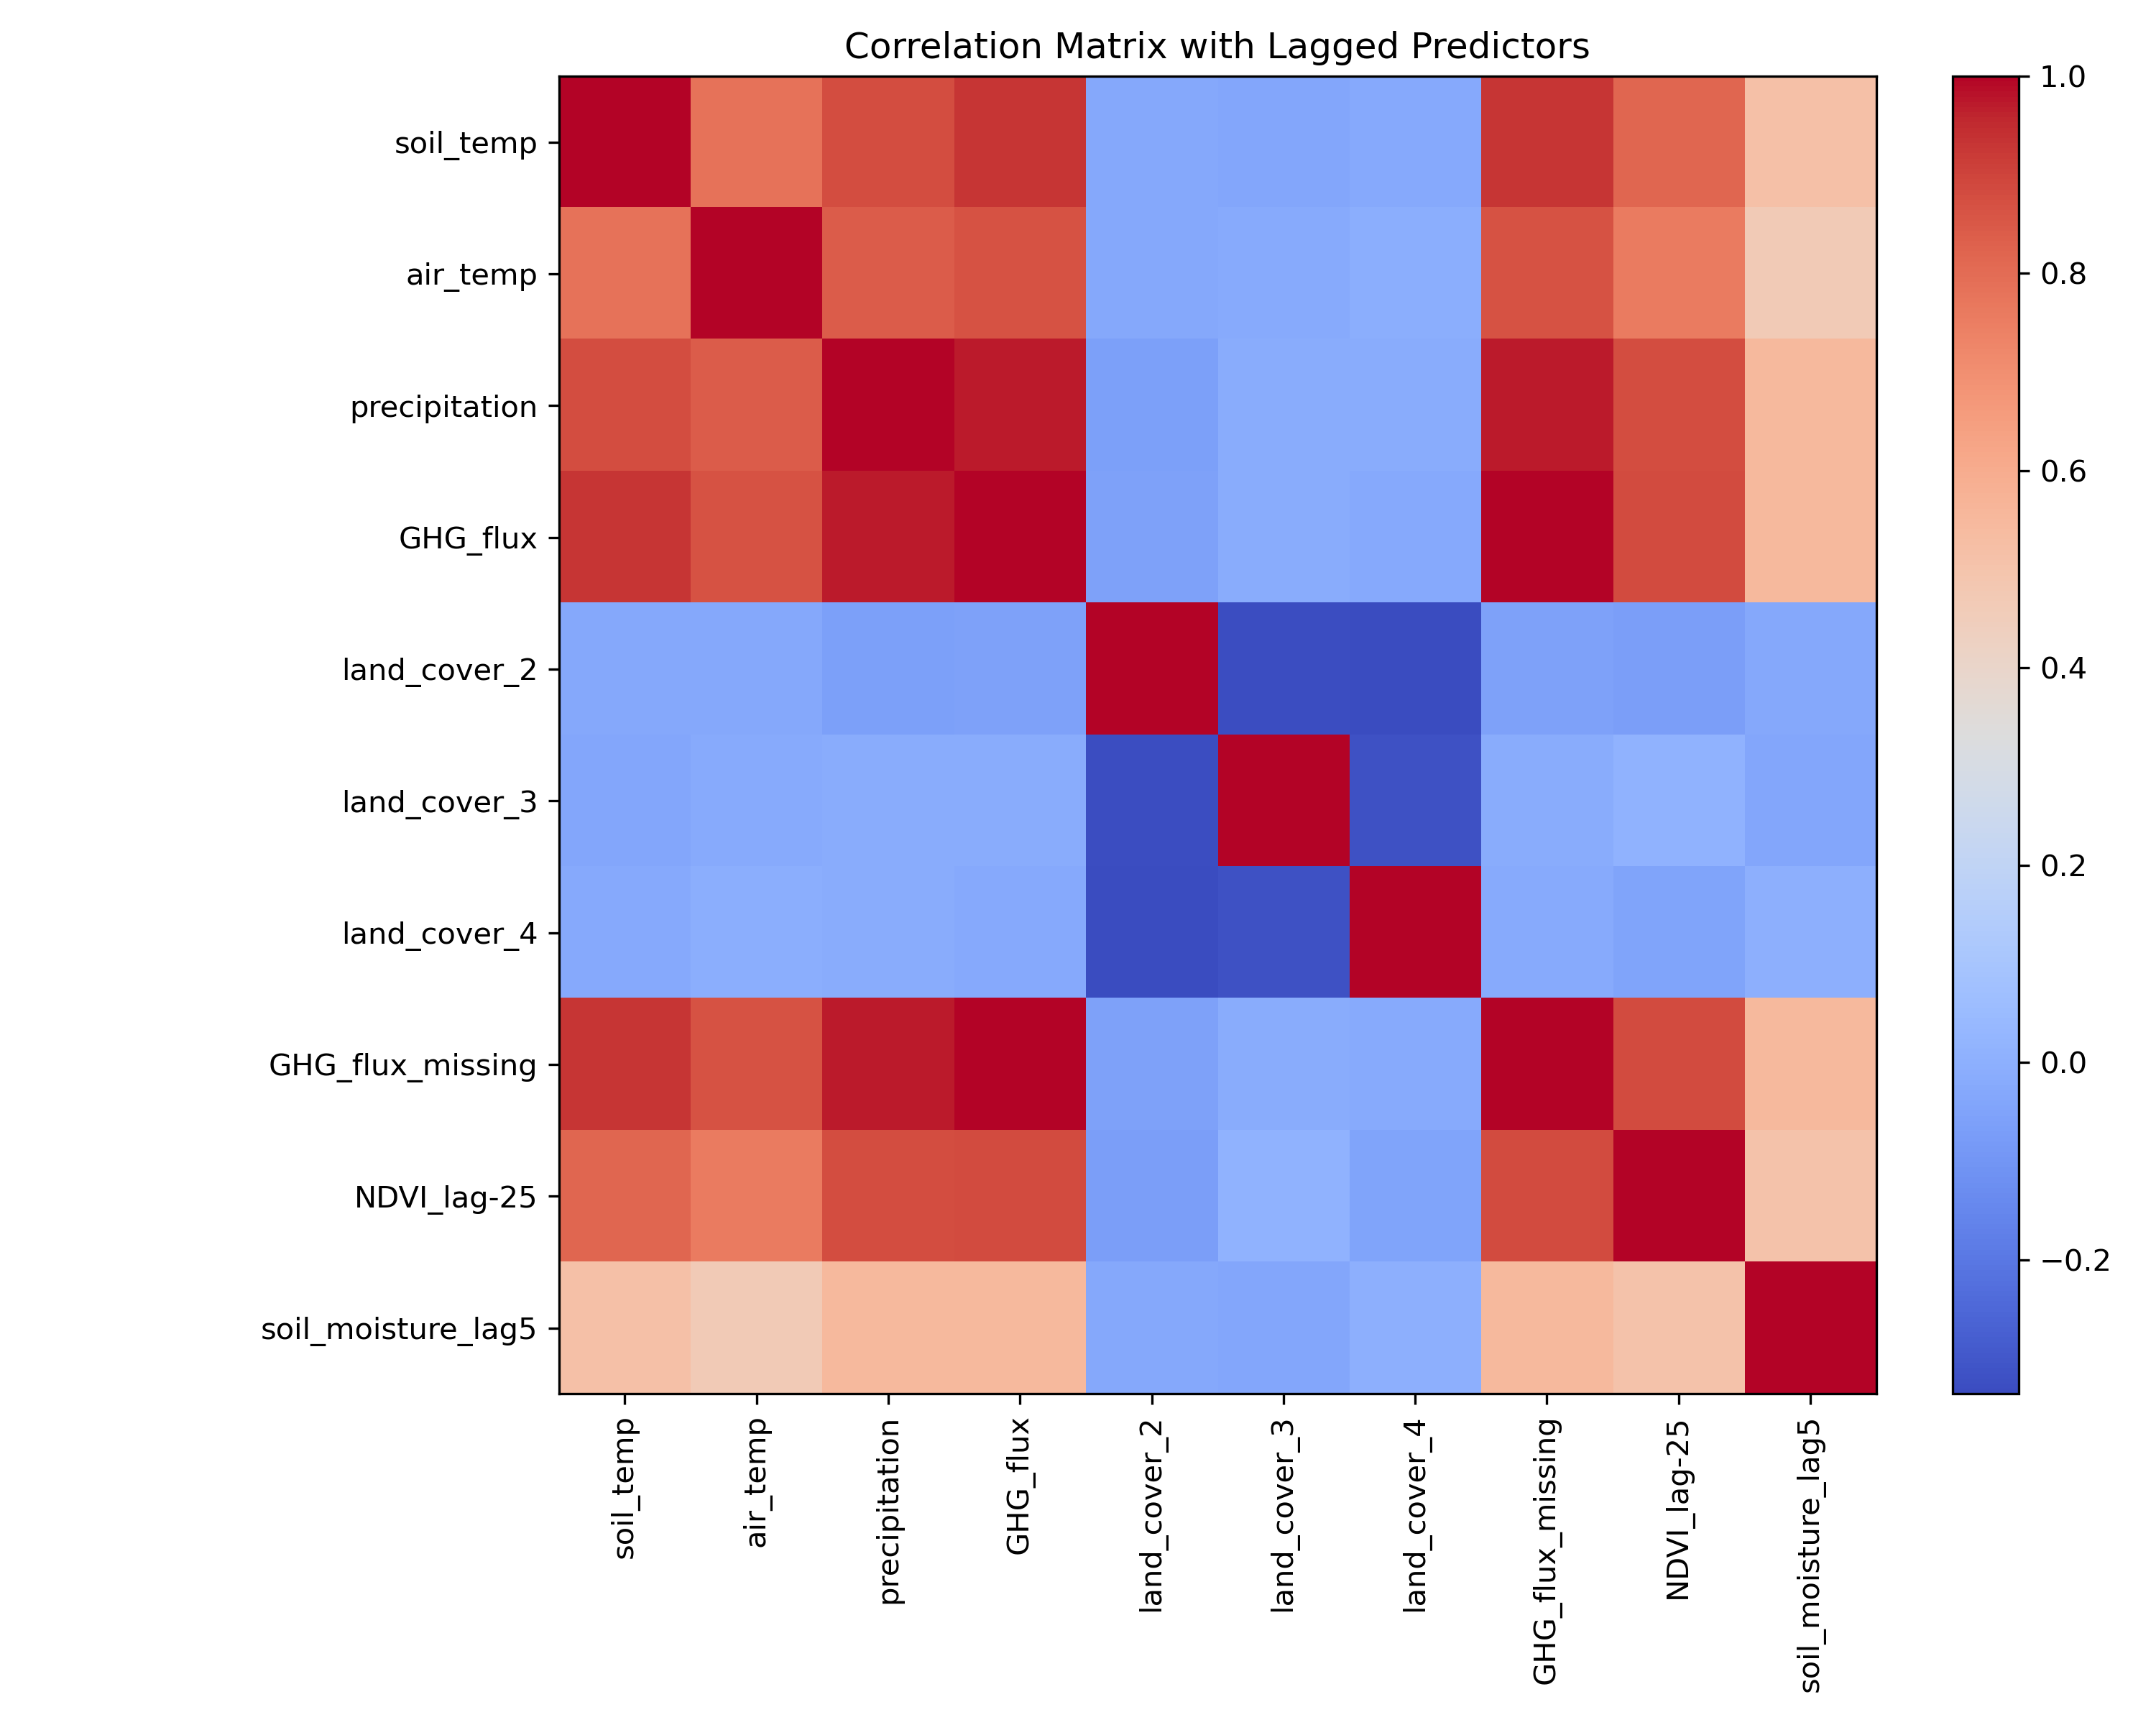 Correlation Matrix with Lagged Predictors
soil_temp
air_temp
precipitation
GHG_flux
land_cover_2
land_cover_3
land_cover_4
GHG_flux_missing
NDVI_lag-25
soil_moisture_lag5
soil_temp
air_temp
precipitation
GHG_flux
land_cover_2
land_cover_3
land_cover_4
GHG_flux_missing
NDVI_lag-25
soil_moisture_lag5
1.0
0.8
0.6
0.4
0.2
0.0
−0.2